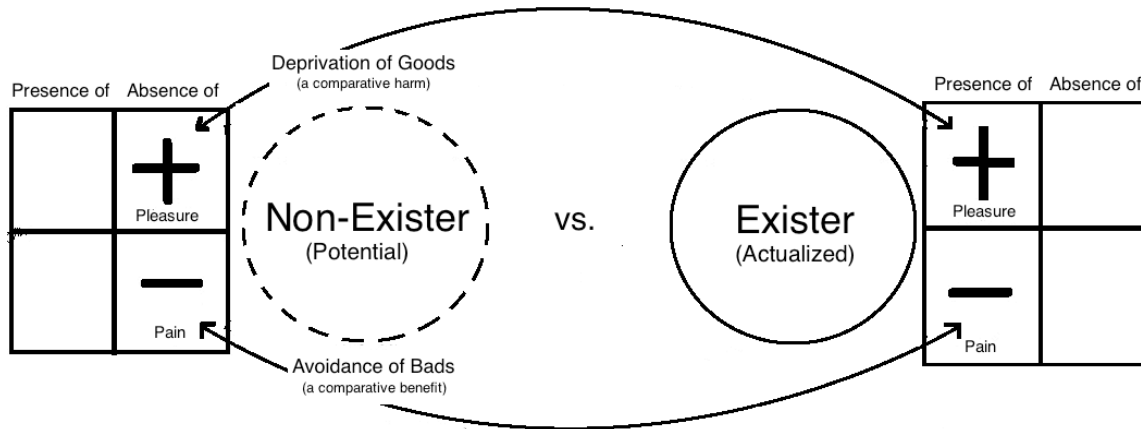 Deprivation of Goods
(a comparative harm)
Presence of Absence of
Presence of Absence of
+
+
Pleasure
Pleasure
Non-Exister
(Potential)
vs.
Exister
(Actualized)
−
−
Pain
Pain
Avoidance of Bads
(a comparative benefit)